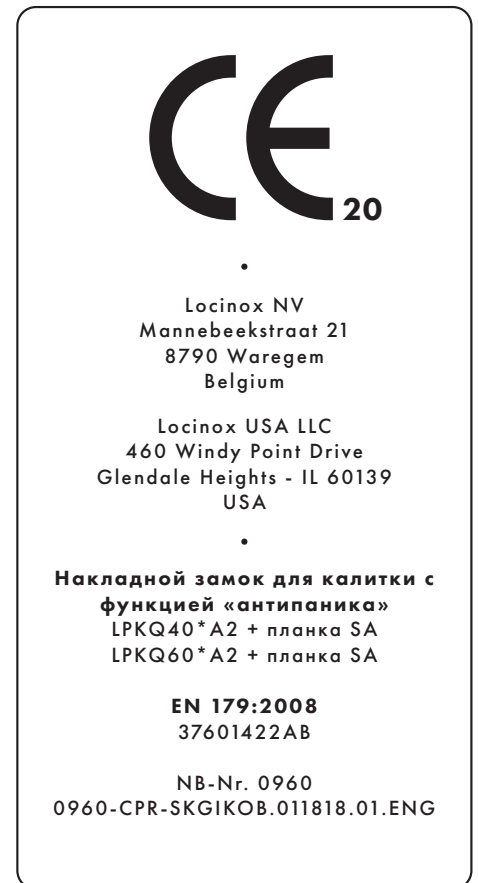 CE 20
Locinox NV
Mannebeekstraat 21
8790 Waregem
Belgium
Locinox USA LLC
460 Windy Point Drive
Glendale Heights - IL 60139
USA
Накладной замок для калитки с
функцией «антипаника»
LPKQ40*A2 + планка SA
LPKQ60*A2 + планка SA
EN 179:2008
37601422AB
NB-Nr. 0960
0960-CPR-SKGIKOB.011818.01.ENG